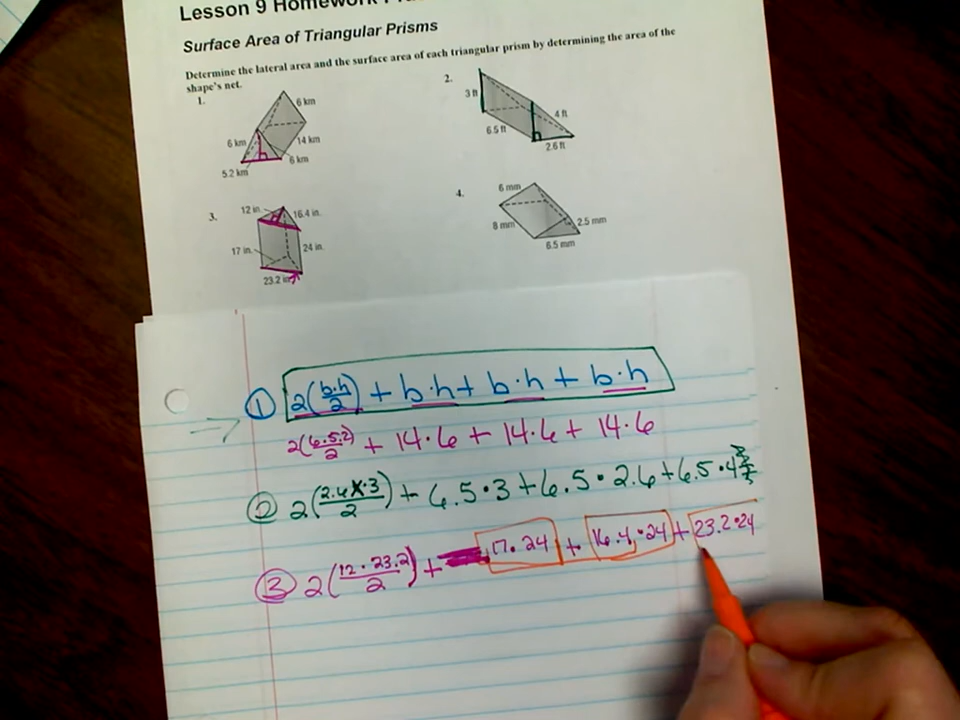 Lesson 9 Homework
Surface Area of Triangular Prisms
Determine the lateral area and the surface area of each triangular prism by determining the area of the
shape's net.
1.
6 km
6 km
14 km
6 km
5.2 km
2.
3 ft
4 ft
6.5 ft
2.6 ft
3.
12 in.
16.4 in.
17 in.
24 in.
23.2 in.
4.
6 mm
8 mm
2.5 mm
6.5 mm
① 2(b·h/2) + b·h + b·h + b·h
2(6·5.2/2) + 14·6 + 14·6 + 14·6
② 2(2.6·3/2) + 6.5·3 + 6.5·2.6 + 6.5·4
③ 2(12·23.2/2) + 17·24 + 16.4·24 + 23.2·24